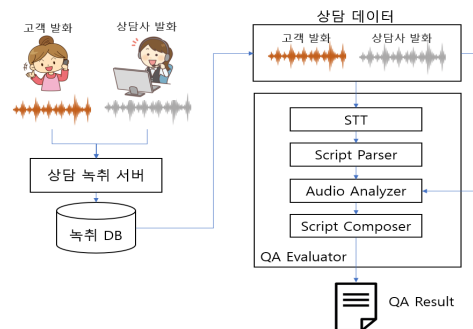 고객 발화
상담사 발화
상담 녹취 서버
녹취 DB
상담 데이터
고객 발화
상담사 발화
STT
Script Parser
Audio Analyzer
Script Composer
QA Evaluator
QA Result